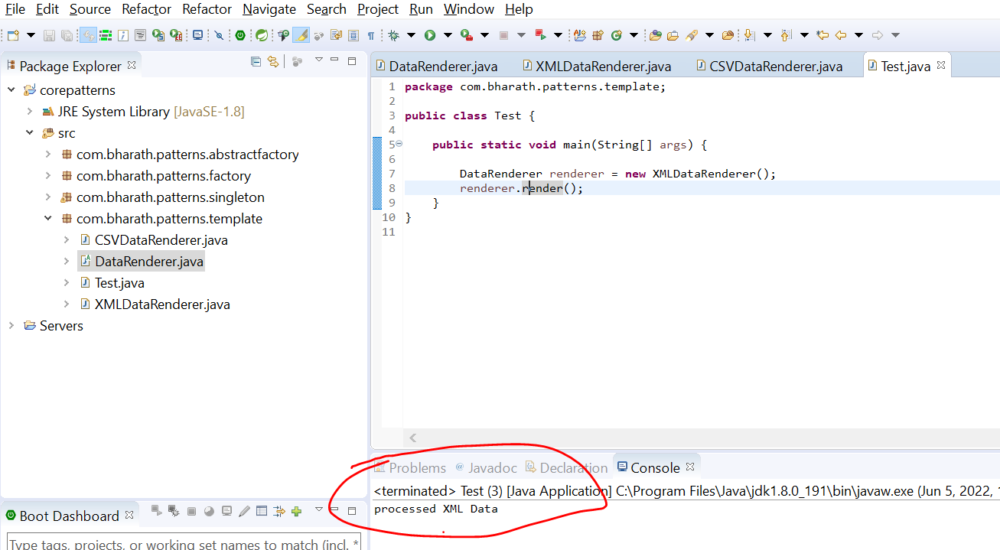 File Edit Source Refactor Refactor Navigate Search Project Run Window Help
Package Explorer
corepatterns
JRE System Library [JavaSE-1.8]
src
com.bharath.patterns.abstractfactory
com.bharath.patterns.factory
com.bharath.patterns.singleton
com.bharath.patterns.template
CSVDataRenderer.java
DataRenderer.java
Test.java
XMLDataRenderer.java
Servers
Boot Dashboard
Type tags, projects, or working set names to match (incl. *
DataRenderer.java XMLDataRenderer.java CSVDataRenderer.java Test.java
1 package com.bharath.patterns.template;
2
3 public class Test {
4
5 public static void main(String[] args) {
6
7 DataRenderer renderer = new XMLDataRenderer();
8 renderer.render();
9 }
10 }
11
Problems @ Javadoc Declaration Console
<terminated> Test (3) [Java Application] C:\Program Files\Java\jdk1.8.0_191\bin\javaw.exe (Jun 5, 2022,
processed XML Data